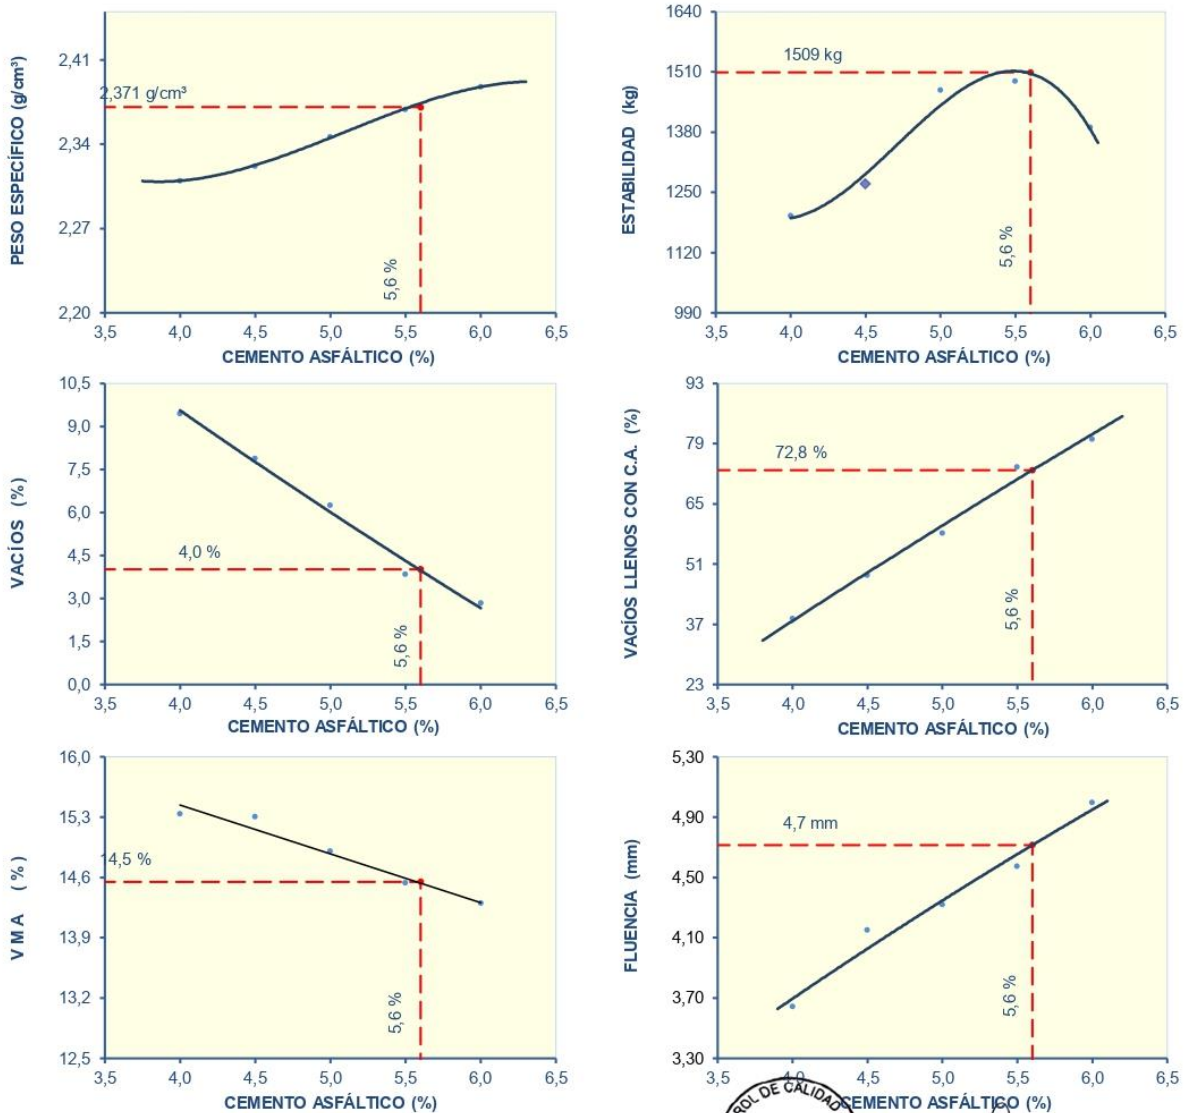 PESO ESPECÍFICO (g/cm³)
2,41
2,34
2,27
2,20
2,371 g/cm³
5,6 %
3,5 4,0 4,5 5,0 5,5 6,0 6,5
CEMENTO ASFÁLTICO (%)
ESTABILIDAD (kg)
1640
1510
1380
1250
1120
990
1509 kg
5,6 %
3,5 4,0 4,5 5,0 5,5 6,0 6,5
CEMENTO ASFÁLTICO (%)
VACÍOS (%)
10,5
9,0
7,5
6,0
4,5
3,0
1,5
0,0
4,0 %
5,6 %
3,5 4,0 4,5 5,0 5,5 6,0 6,5
CEMENTO ASFÁLTICO (%)
VACÍOS LLENOS CON C.A. (%)
93
79
65
51
37
23
72,8 %
5,6 %
3,5 4,0 4,5 5,0 5,5 6,0 6,5
CEMENTO ASFÁLTICO (%)
V M A ( % )
16,0
15,3
14,6
13,9
13,2
12,5
4,5 %
5,6 %
3,5 4,0 4,5 5,0 5,5 6,0 6,5
CEMENTO ASFÁLTICO (%)
FLUENCIA (mm)
5,30
4,90
4,50
4,10
3,70
3,30
4,7 mm
5,6 %
3,5 4,0 4,5 5,0 5,5 6,0 6,5
CEMENTO ASFÁLTICO (%)
ROL DE CALIDAD